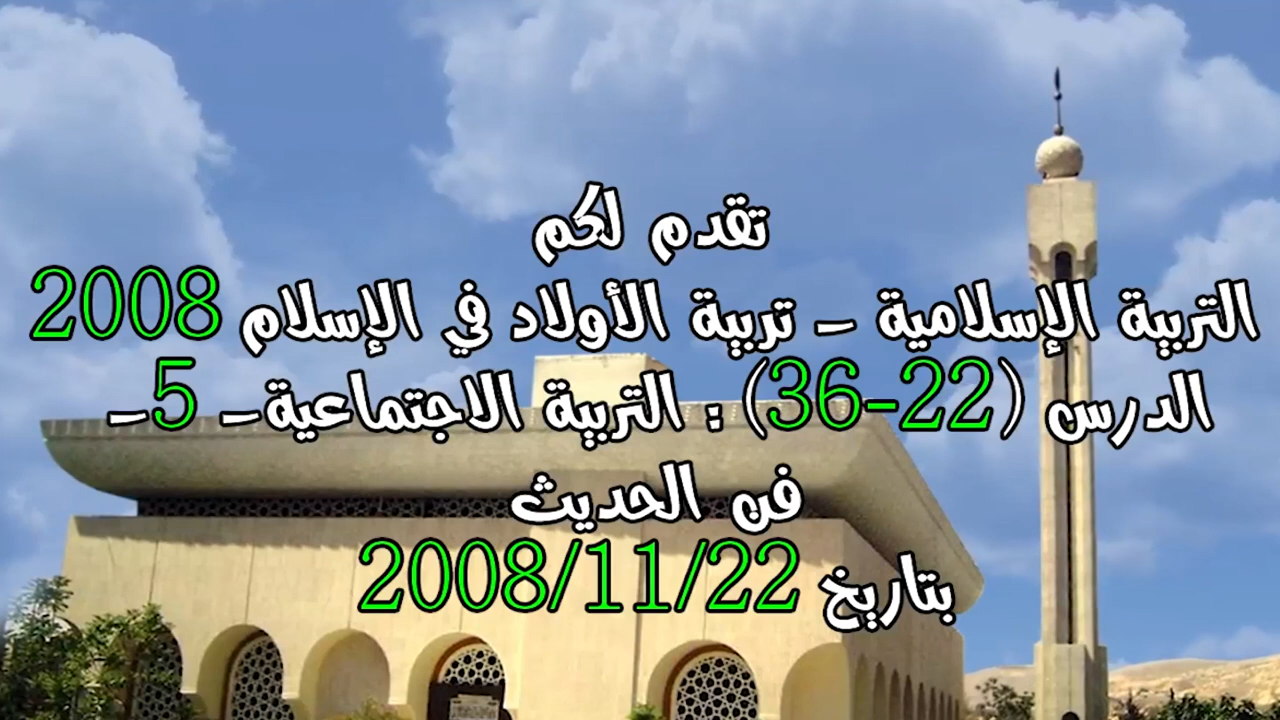 تقدم لكم
التربية الإسلامية - تربية الأولاد في الإسلام 2008
الدرس (22-36) : التربية الاجتماعية- 5-
فن الحديث
بتاريخ 2008/11/22